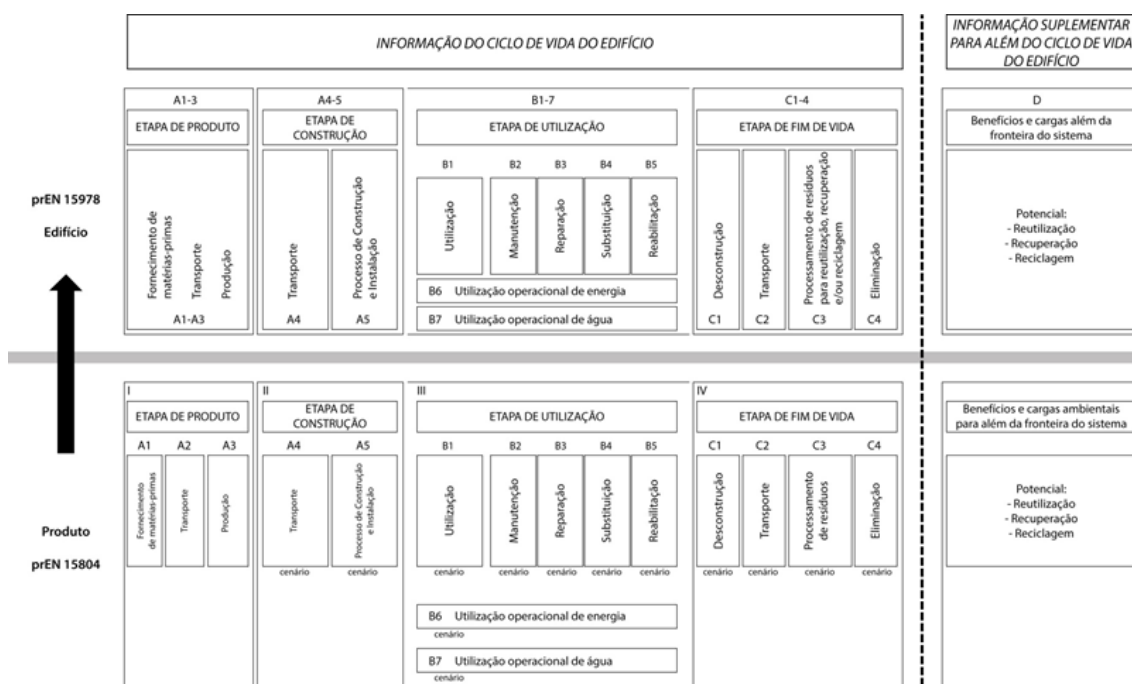 INFORMAÇÃO DO CICLO DE VIDA DO EDIFÍCIO
INFORMAÇÃO SUPLEMENTAR
PARA ALÉM DO CICLO DE VIDA
DO EDIFÍCIO
prEN 15978
Edifício
A1-3
ETAPA DE PRODUTO
Fornecimento de
matérias-primas
Transporte
Produção
A1-A3
A4-5
ETAPA DE
CONSTRUÇÃO
Transporte
A4
Processo de Construção
e Instalação
A5
B1-7
ETAPA DE UTILIZAÇÃO
B1
Utilização
B2
Manutenção
B3
Reparação
B4
Substituição
B5
Reabilitação
B6 Utilização operacional de energia
B7 Utilização operacional de água
C1-4
ETAPA DE FIM DE VIDA
Desconstrução
C1
Transporte
C2
Processamento de resíduos
para reutilização, recuperação
e/ou reciclagem
C3
Eliminação
C4
D
Benefícios e cargas além da
fronteira do sistema
Potencial:
- Reutilização
- Recuperação
- Reciclagem
Produto
prEN 15804
I
ETAPA DE PRODUTO
A1
Fornecimento
de matérias-primas
A2
Transporte
A3
Produção
II
ETAPA DE
CONSTRUÇÃO
A4
Transporte
cenário
A5
Processo de Construção
e Instalação
cenário
III
ETAPA DE UTILIZAÇÃO
B1
Utilização
cenário
B2
Manutenção
cenário
B3
Reparação
cenário
B4
Substituição
cenário
B5
Reabilitação
cenário
B6 Utilização operacional de energia
cenário
B7 Utilização operacional de água
cenário
IV
ETAPA DE FIM DE VIDA
C1
Desconstrução
cenário
C2
Transporte
cenário
C3
Processamento
de resíduos
cenário
C4
Eliminação
cenário
Benefícios e cargas ambientais
para além da fronteira do sistema
Potencial:
- Reutilização
- Recuperação
- Reciclagem